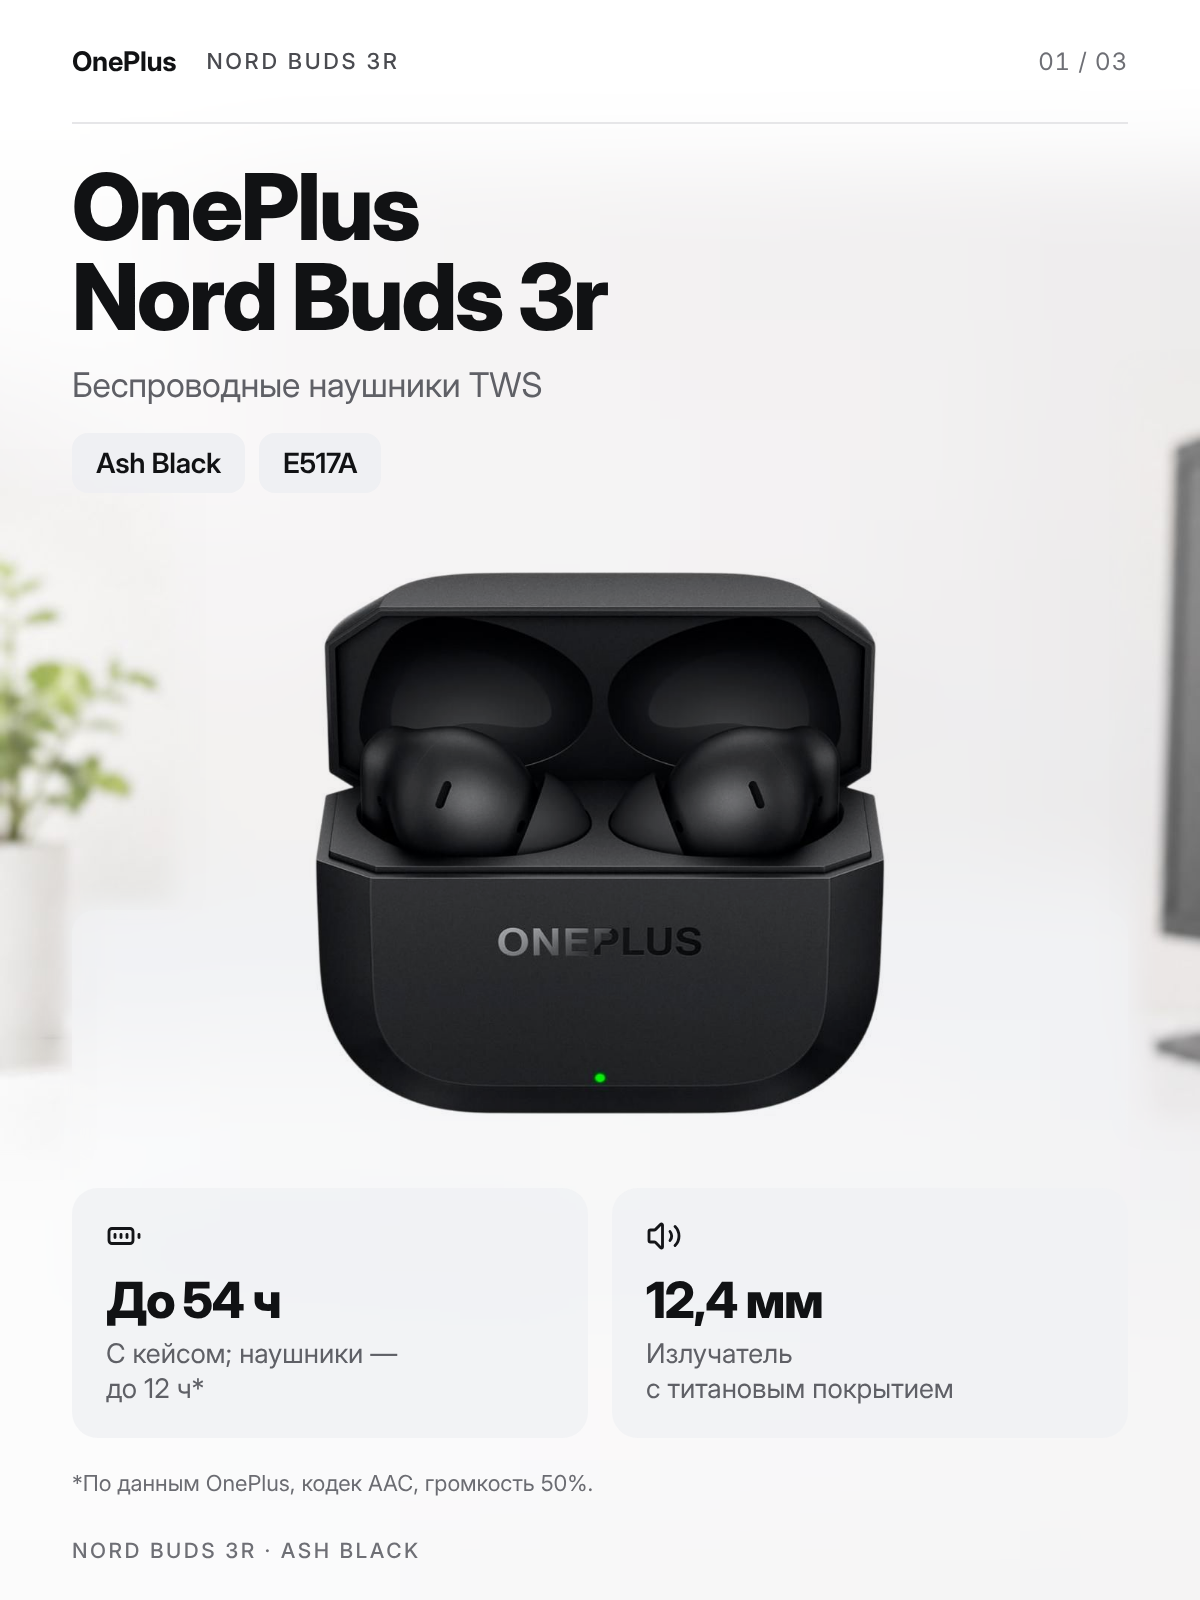 OnePlus NORD BUDS 3R 01 / 03
OnePlus
Nord Buds 3r
Беспроводные наушники TWS
Ash Black E517A
ONEPLUS
До 54 ч
С кейсом; наушники —
до 12 ч*
12,4 мм
Излучатель
с титановым покрытием
*По данным OnePlus, кодек AAC, громкость 50%.
NORD BUDS 3R · ASH BLACK